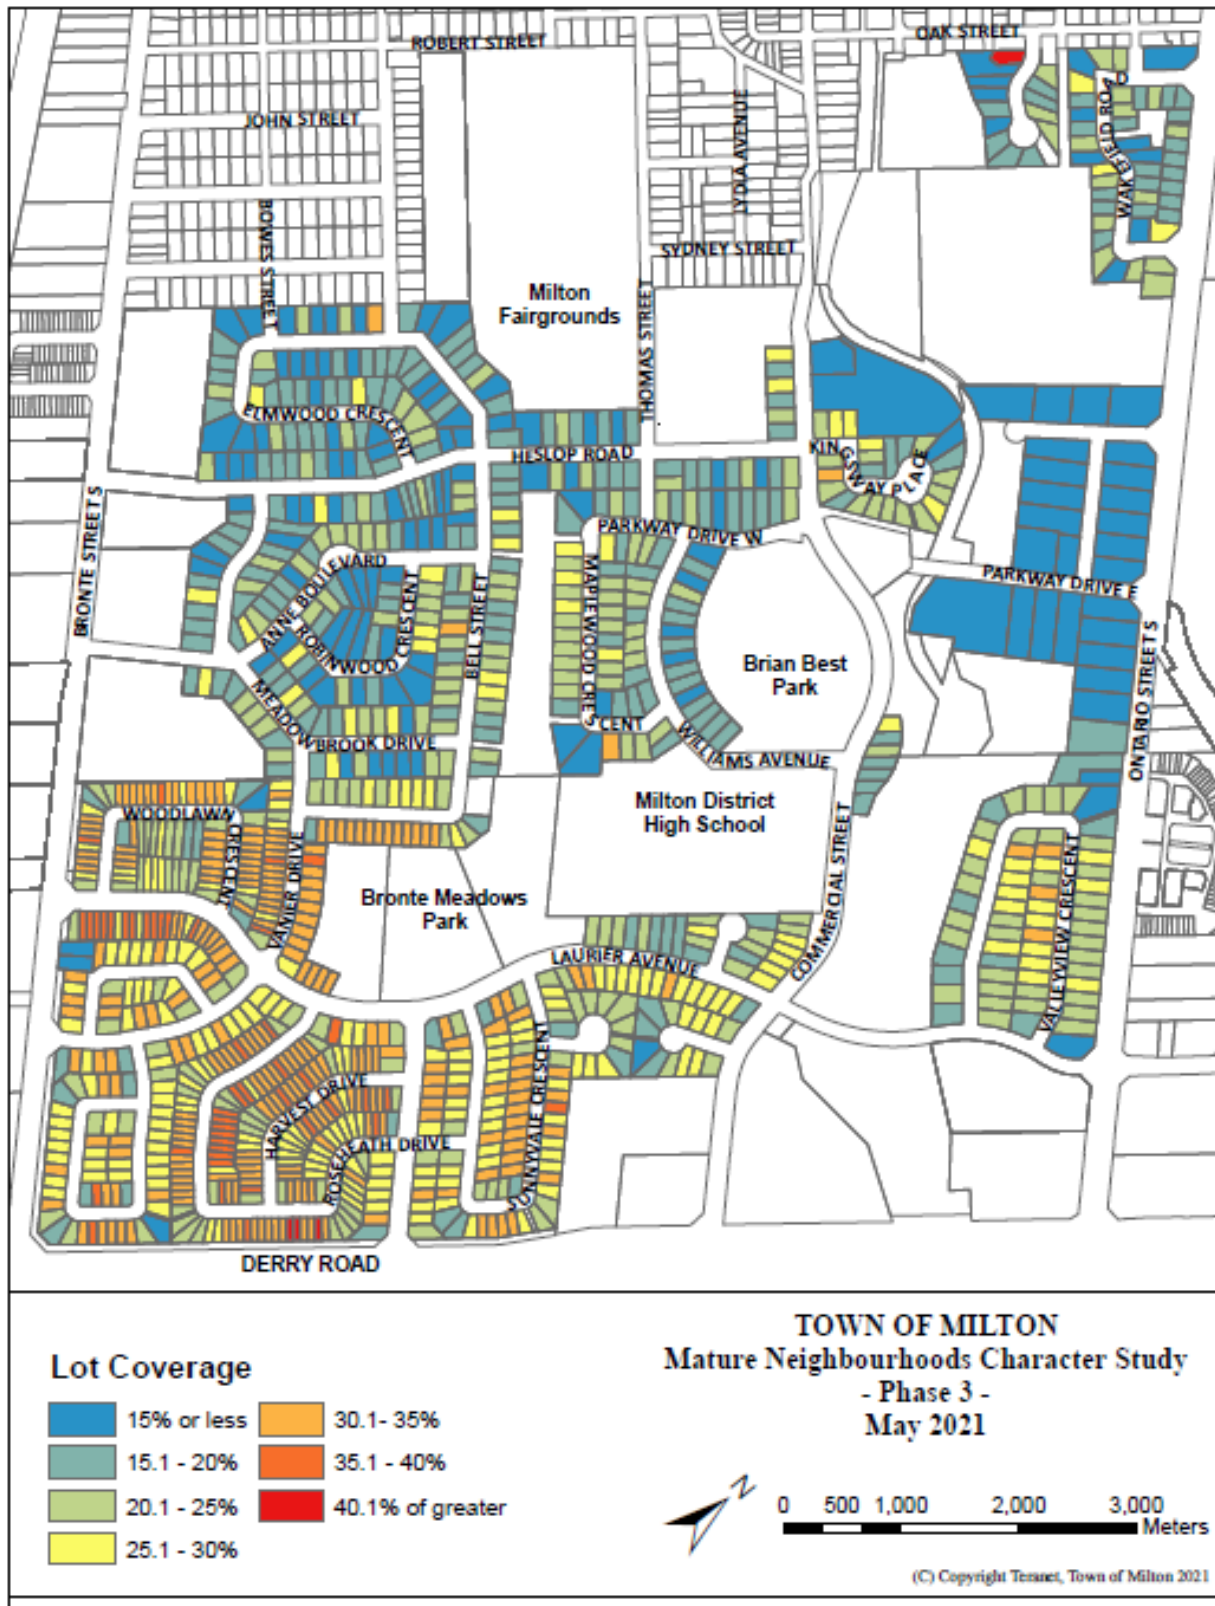 ROBERT STREET
OAK STREET
JOHN STREET
LYDIA AVENUE
WAKEFIELD ROAD
BOWES STREET
SYDNEY STREET
Milton
Fairgrounds
THOMAS STREET
ELMWOOD CRESCENT
HESLOP ROAD
KINGSWAY PLACE
BRONTE STREET S
PARKWAY DRIVE W
ANNE BOULEVARD
PARKWAY DRIVE E
MAPLEWOOD CRESCENT
ROBINWOOD CRESCENT
BELL STREET
Brian Best
Park
ONTARIO STREET S
MEADOWBROOK DRIVE
WILLIAMS AVENUE
Milton District
High School
WOODLAWN CRESCENT
VANIER DRIVE
COMMERCIAL STREET
VALLEYVIEW CRESCENT
Bronte Meadows
Park
LAURIER AVENUE
SUNNYVALE CRESCENT
HARVEST DRIVE
ROSEHEATH DRIVE
DERRY ROAD
Lot Coverage
15% or less
15.1 - 20%
20.1 - 25%
25.1 - 30%
30.1- 35%
35.1 - 40%
40.1% of greater
TOWN OF MILTON
Mature Neighbourhoods Character Study
- Phase 3 -
May 2021
N
0 500 1,000 2,000 3,000
Meters
(C) Copyright Teranet, Town of Milton 2021